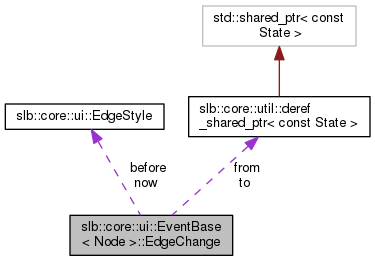 std::shared_ptr< const
State >
slb::core::ui::EdgeStyle
slb::core::util::deref
_shared_ptr< const State >
before
now
from
to
slb::core::ui::EventBase
< Node >::EdgeChange